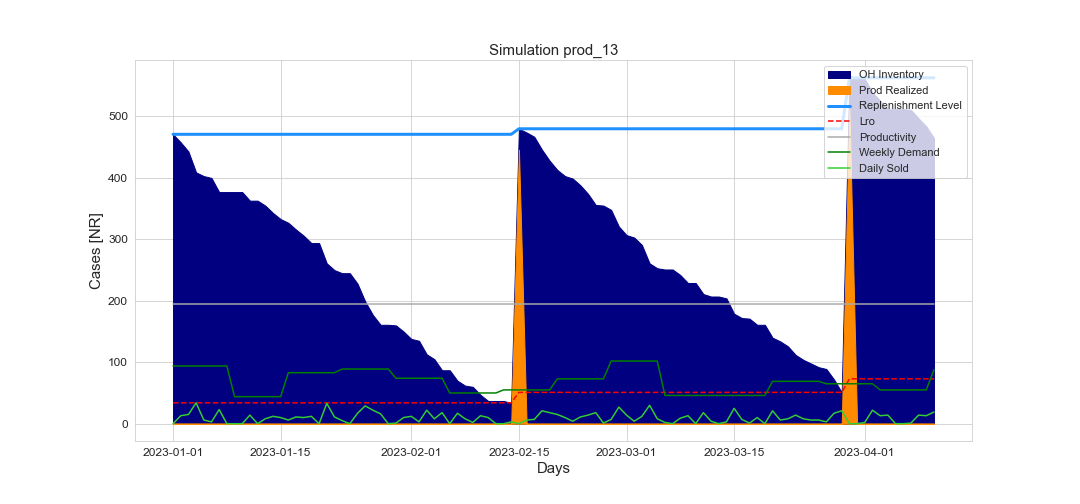 Simulation prod_13
OH Inventory
Prod Realized
Replenishment Level
Lro
Productivity
Weekly Demand
Daily Sold
500
400
300
200
100
0
Cases [NR]
2023-01-01 2023-01-15 2023-02-01 2023-02-15 2023-03-01 2023-03-15 2023-04-01
Days